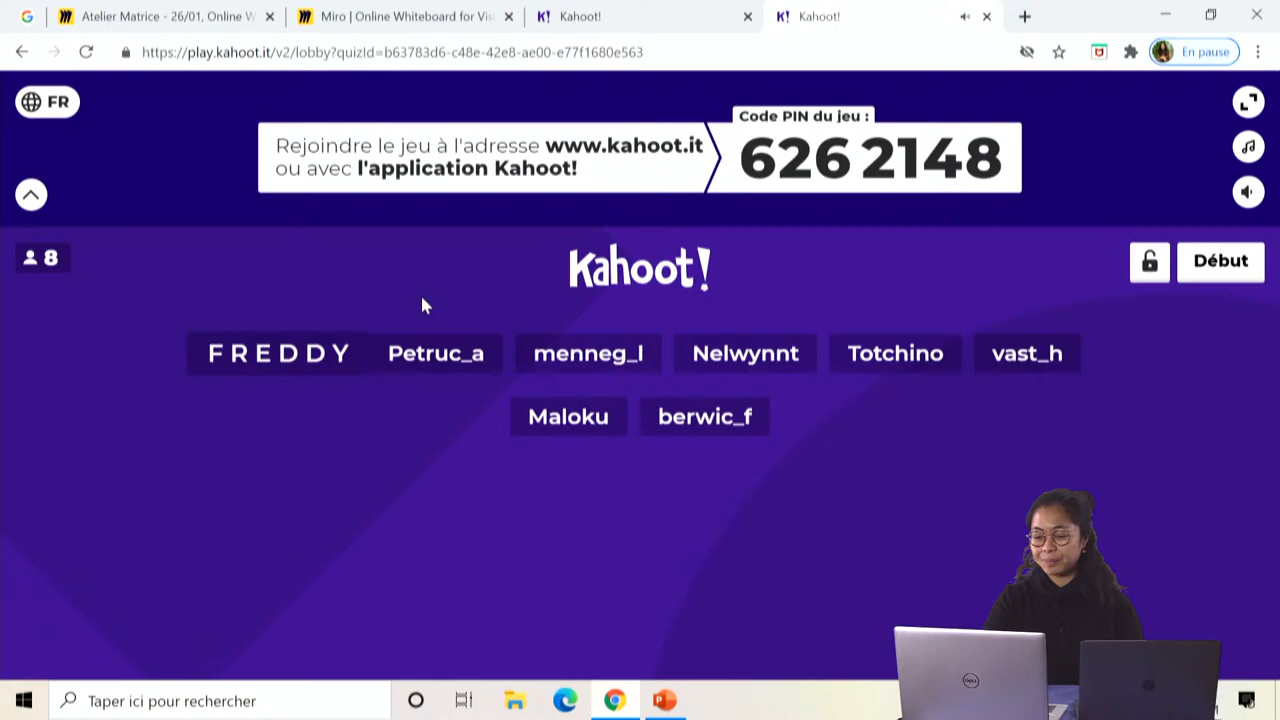 Atelier Matrice - 26/01, Online W
Miro | Online Whiteboard for Vis
Kahoot!
Kahoot!
https://play.kahoot.it/v2/lobby?quizId=b63783d6-c48e-42e8-ae00-e77f1680e563
En pause
FR
Code PIN du jeu :
Rejoindre le jeu à l'adresse www.kahoot.it
ou avec l'application Kahoot!
626 2148
8
Kahoot!
Début
FREDDY Petruc_a menneg_l Nelwynnt Totchino vast_h
Maloku berwic_f
DELL
Taper ici pour rechercher